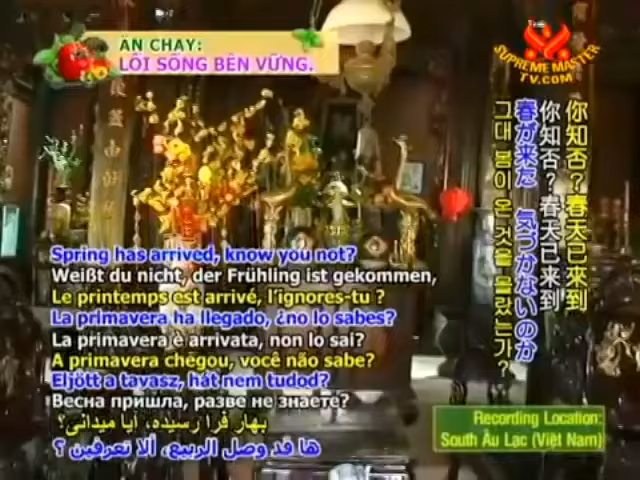 ĂN CHAY:
LỐI SỐNG BỀN VỮNG.
SUPREME MASTER
TV.COM
你知否？春天已來到
你知否？春天已来到
春が来た 気づかないのか
그대 봄이 온 것을 몰랐는가?
Spring has arrived, know you not?
Weißt du nicht, der Frühling ist gekommen,
Le printemps est arrivé, l'ignores-tu ?
La primavera ha llegado, ¿no lo sabes?
La primavera è arrivata, non lo sai?
A primavera chegou, você não sabe?
Eljött a tavasz, hát nem tudod?
Весна пришла, разве не знаете?
بهار فرا رسیده، آیا میدانی؟
ها قد وصل الربيع، ألا تعرفين ؟
Recording Location:
South Âu Lạc (Việt Nam)